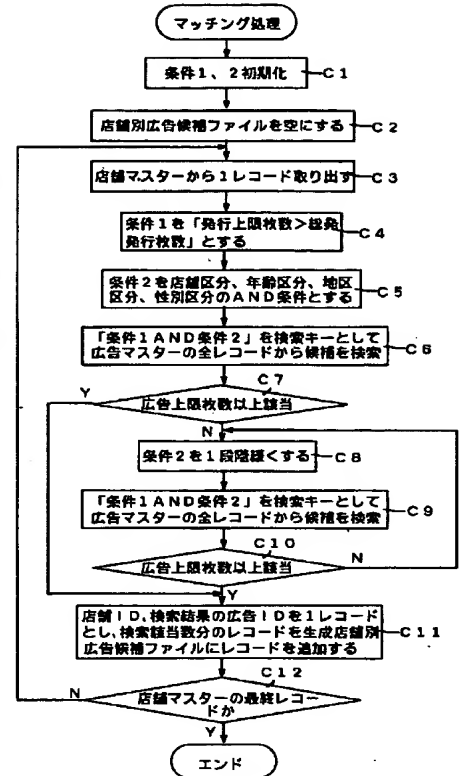 マッチング処理
条件1、2初期化
C1
店舗別広告候補ファイルを空にする
C2
店舗マスターから1レコード取り出す
C3
条件1を「発行上限枚数>総発
発行枚数」とする
C4
条件2を店舗区分、年齢区分、地区
区分、性別区分のAND条件とする
C5
「条件1AND条件2」を検索キーとして
広告マスターの全レコードから候補を検索
C6
C7
Y
広告上限枚数以上該当
N
条件2を1段階緩くする
C8
「条件1AND条件2」を検索キーとして
広告マスターの全レコードから候補を検索
C9
C10
広告上限枚数以上該当
N
Y
店舗ID,検索結果の広告IDを1レコード
とし,検索該当数分のレコードを生成店舗別
広告候補ファイルにレコードを追加する
C11
C12
N
店舗マスターの最終レコー
ドか
Y
エンド